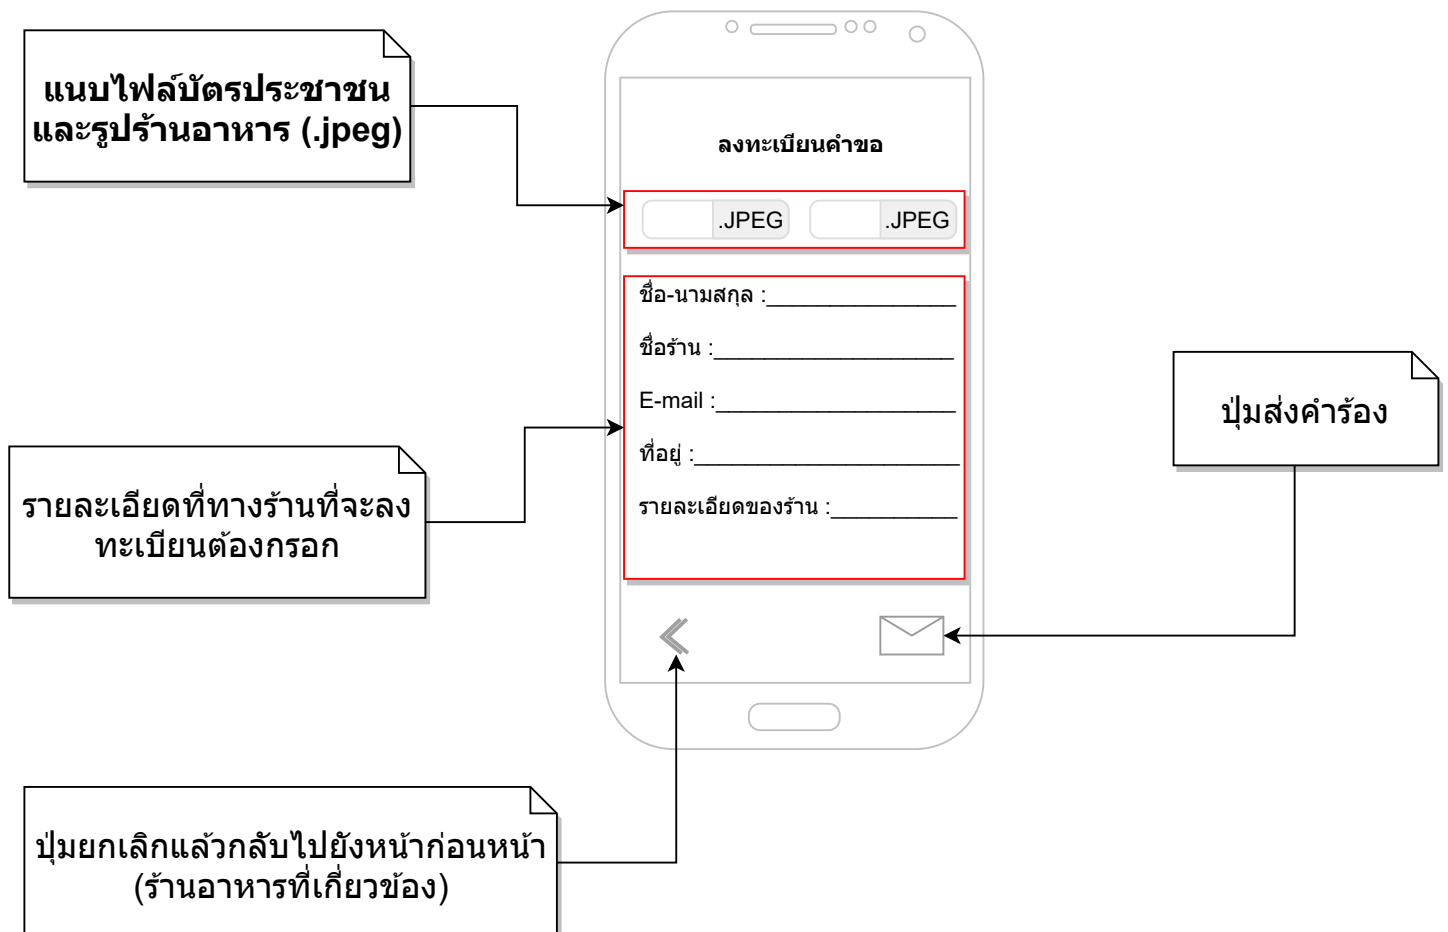 แนบไฟล์บัตรประชาชน
และรูปร้านอาหาร (.jpeg)
ลงทะเบียนคำขอ
.JPEG .JPEG
ชื่อ-นามสกุล :_______________
ชื่อร้าน :___________________
E-mail :___________________
ที่อยู่ :_____________________
รายละเอียดของร้าน :__________
ปุ่มส่งคำร้อง
รายละเอียดที่ทางร้านที่จะลง
ทะเบียนต้องกรอก
ปุ่มยกเลิกแล้วกลับไปยังหน้าก่อนหน้า
(ร้านอาหารที่เกี่ยวข้อง)